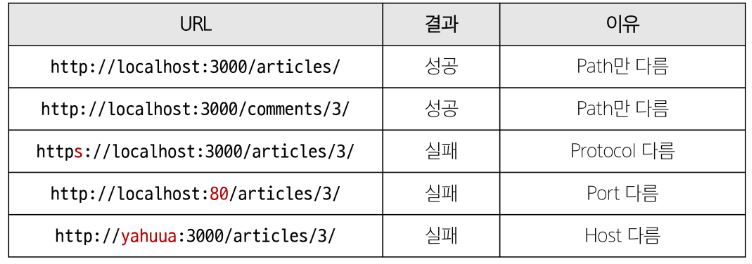 URL 결과 이유
http://localhost:3000/articles/ 성공 Path만 다름
http://localhost:3000/comments/3/ 성공 Path만 다름
https://localhost:3000/articles/3/ 실패 Protocol 다름
http://localhost:80/articles/3/ 실패 Port 다름
http://yahuua:3000/articles/3/ 실패 Host 다름